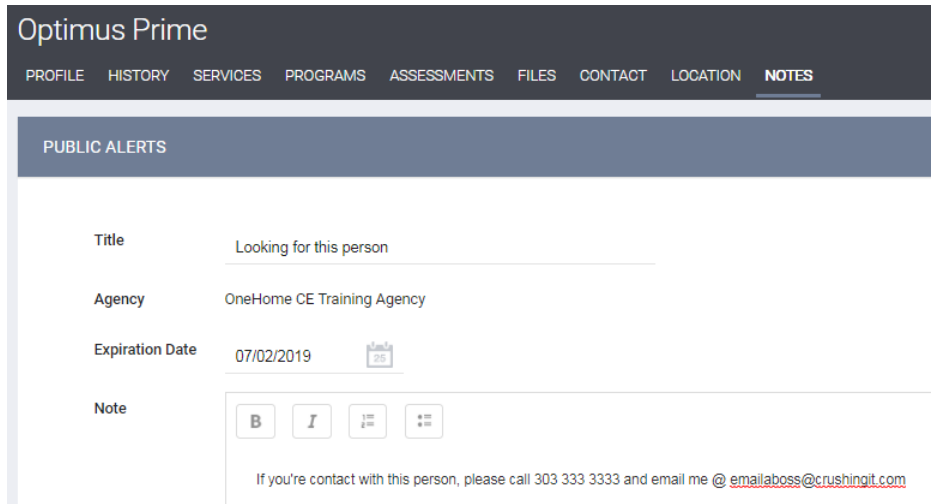 Optimus Prime
PROFILE HISTORY SERVICES PROGRAMS ASSESSMENTS FILES CONTACT LOCATION NOTES
PUBLIC ALERTS
Title Looking for this person
Agency OneHome CE Training Agency
Expiration Date 07/02/2019 25
Note B I
If you're contact with this person, please call 303 333 3333 and email me @ emailaboss@crushingit.com